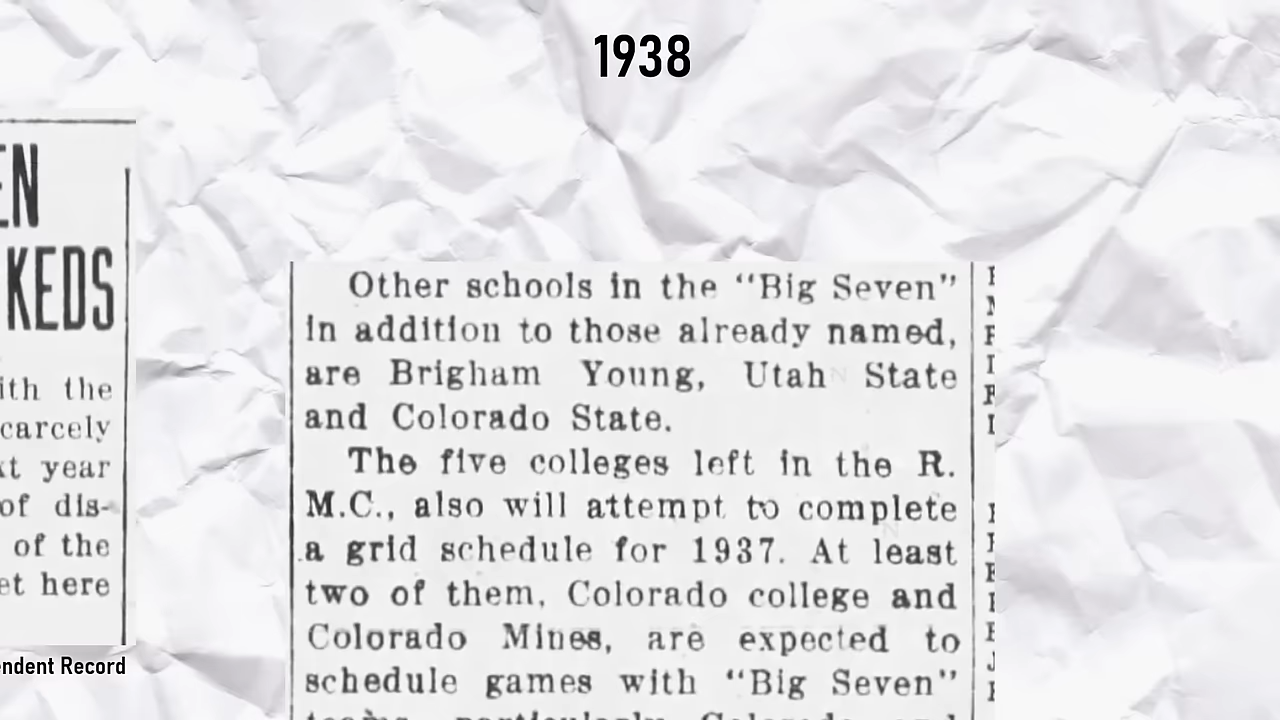 1938
EN
KEDS
ith the
carcely
xt year
of dis-
of the
et here
endent Record
Other schools in the "Big Seven"
in addition to those already named,
are Brigham Young, Utah State
and Colorado State.
The five colleges left in the R.
M.C., also will attempt to complete
a grid schedule for 1937. At least
two of them, Colorado college and
Colorado Mines, are expected to
schedule games with "Big Seven"